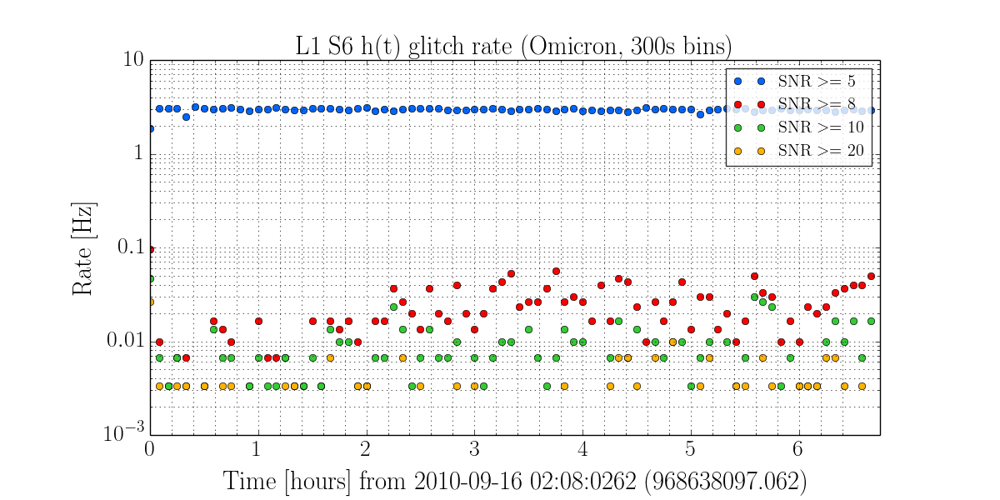 L1 S6 h(t) glitch rate (Omicron, 300s bins)
10
1
0.1
0.01
10−3
Rate [Hz]
SNR >= 5
SNR >= 8
SNR >= 10
SNR >= 20
0 1 2 3 4 5 6
Time [hours] from 2010-09-16 02:08:0262 (968638097.062)